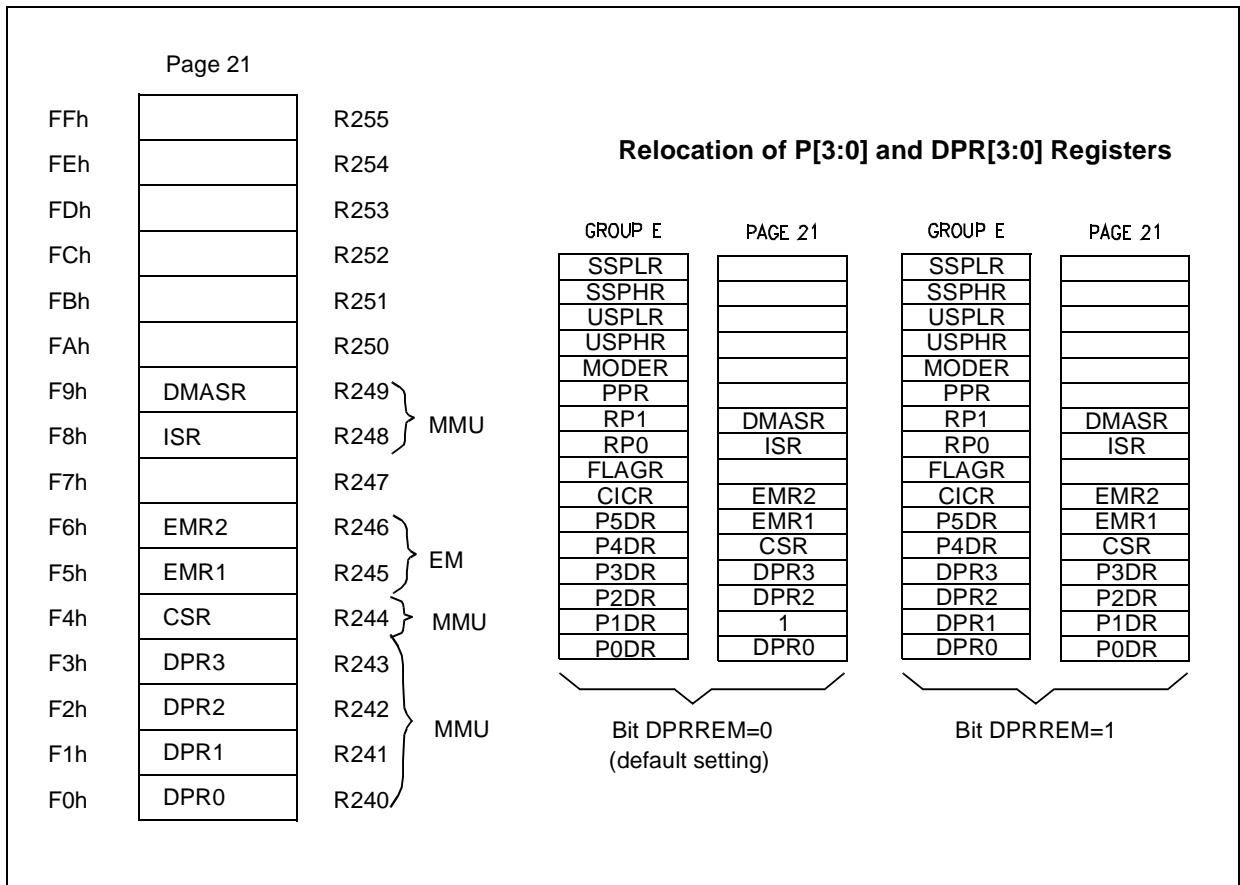 Page 21
FFh R255
FEh R254
FDh R253
FCh R252
FBh R251
FAh R250
F9h DMASR R249
F8h ISR R248
MMU
F7h R247
F6h EMR2 R246
F5h EMR1 R245
EM
F4h CSR R244 MMU
F3h DPR3 R243
F2h DPR2 R242
MMU
F1h DPR1 R241
F0h DPR0 R240
Relocation of P[3:0] and DPR[3:0] Registers
GROUP E PAGE 21 GROUP E PAGE 21
SSPLR SSPLR
SSPHR SSPHR
USPLR USPLR
USPHR USPHR
MODER MODER
PPR PPR
RP1 DMASR RP1 DMASR
RP0 ISR RP0 ISR
FLAGR FLAGR
CICR EMR2 CICR EMR2
P5DR EMR1 P5DR EMR1
P4DR CSR P4DR CSR
P3DR DPR3 DPR3 P3DR
P2DR DPR2 DPR2 P2DR
P1DR 1 DPR1 P1DR
P0DR DPR0 DPR0 P0DR
Bit DPRREM=0 Bit DPRREM=1
(default setting)